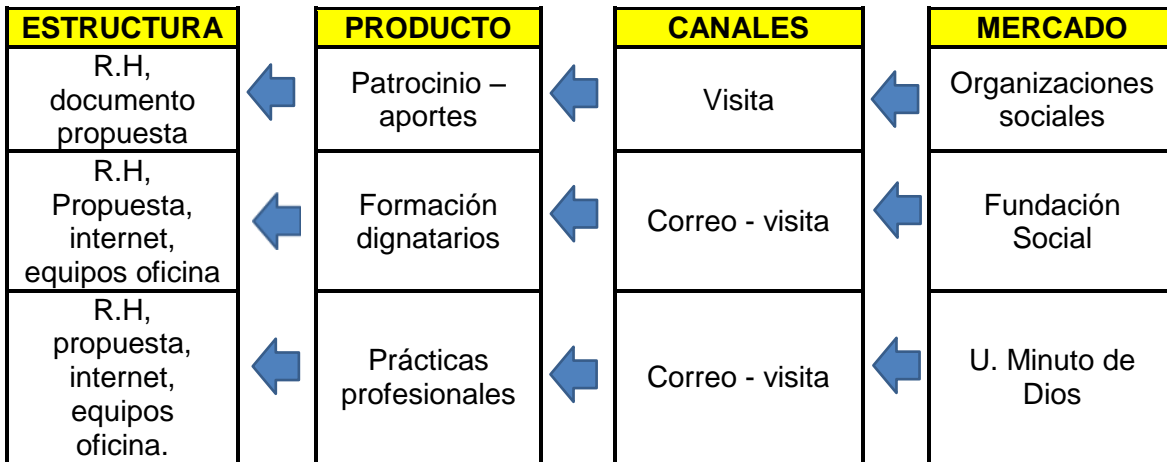 ESTRUCTURA
PRODUCTO
CANALES
MERCADO
R.H,
documento
propuesta
Patrocinio –
aportes
Visita
Organizaciones
sociales
R.H,
Propuesta,
internet,
equipos oficina
Formación
dignatarios
Correo - visita
Fundación
Social
R.H,
propuesta,
internet,
equipos
oficina.
Prácticas
profesionales
Correo - visita
U. Minuto de
Dios